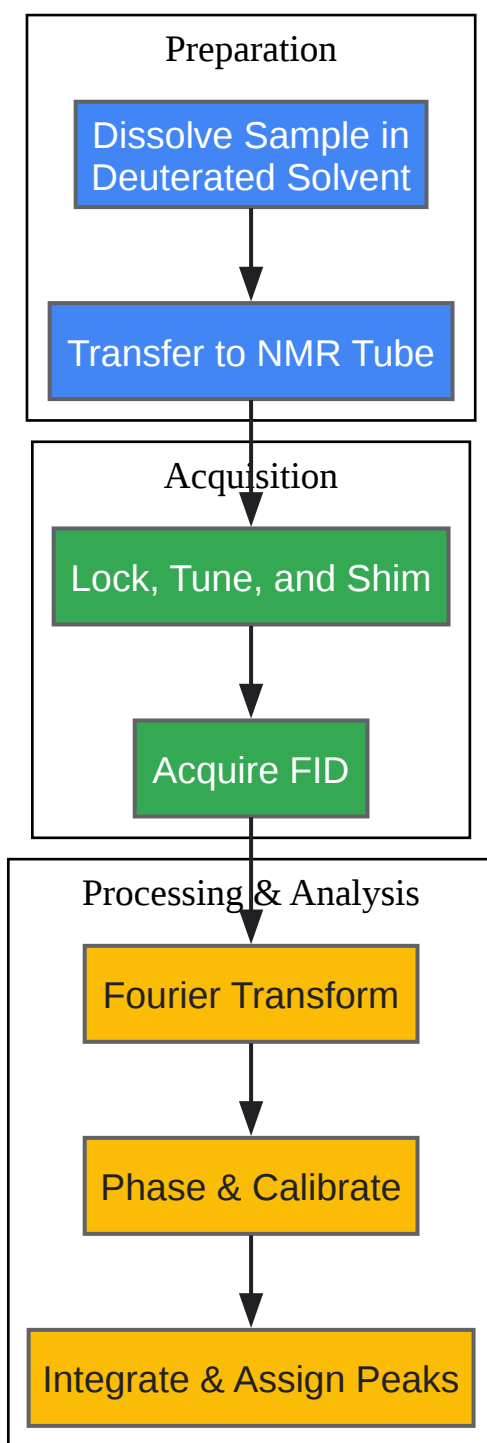 Preparation
Dissolve Sample in
Deuterated Solvent
Transfer to NMR Tube
Acquisition
Lock, Tune, and Shim
Acquire FID
Processing & Analysis
Fourier Transform
Phase & Calibrate
Integrate & Assign Peaks